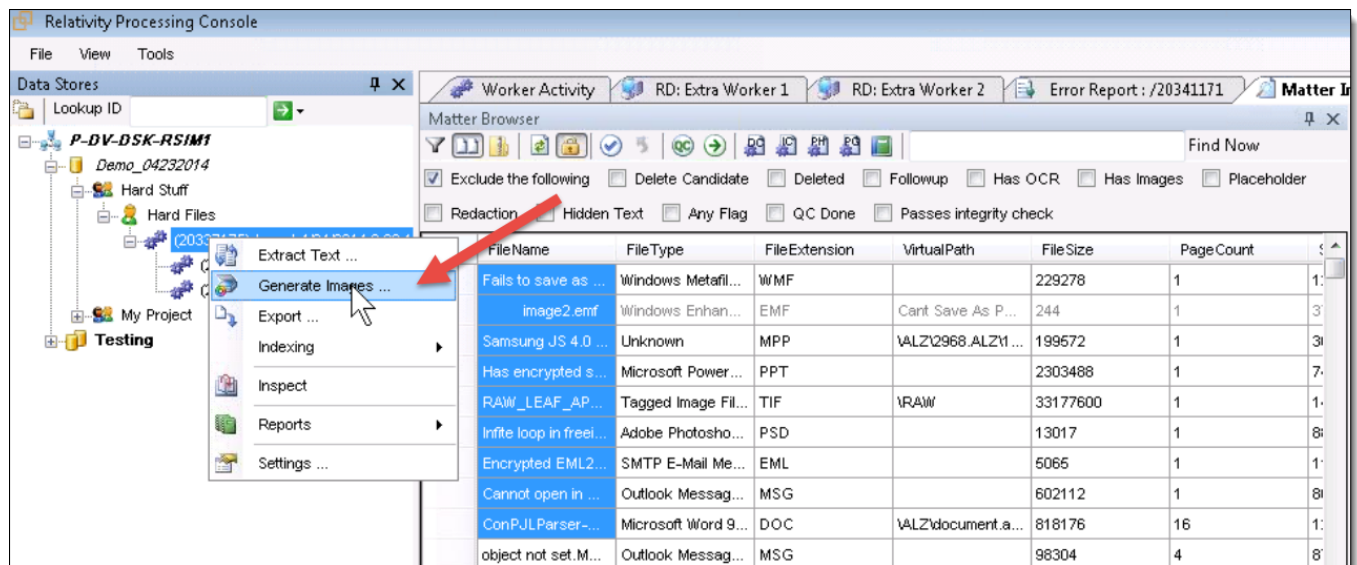 Relativity Processing Console
File View Tools
Data Stores
Lookup ID
P-DV-DSK-RSIM1
Demo_04232014
Hard Stuff
Hard Files
My Project
Testing
Extract Text ...
Generate Images ...
Export ...
Indexing
Inspect
Reports
Settings ...
Worker Activity RD: Extra Worker 1 RD: Extra Worker 2 Error Report : /20341171 Matter
Matter Browser
QC Find Now
Exclude the following Delete Candidate Deleted Followup Has OCR Has Images Placeholder
Redaction Hidden Text Any Flag QC Done Passes integrity check
FileName FileType FileExtension VirtualPath FileSize PageCount
Fails to save as ... Windows Metafil... WMF 229278 1
image2.emf Windows Enhan... EMF Cant Save As P... 244 1
Samsung JS 4.0 ... Unknown MPP \ALZ\2968.ALZ\1 ... 199572 1
Has encrypted s... Microsoft Power... PPT 2303488 1
RAW_LEAF_AP... Tagged Image Fil... TIF \RAW 33177600 1
Infite loop in freei... Adobe Photosho... PSD 13017 1
Encrypted EML2... SMTP E-Mail Me... EML 5065 1
Cannot open in ... Outlook Messag... MSG 602112 1
ConPJLParser-... Microsoft Word 9... DOC \ALZ\document.a... 818176 16
object not set.M... Outlook Messag... MSG 98304 4